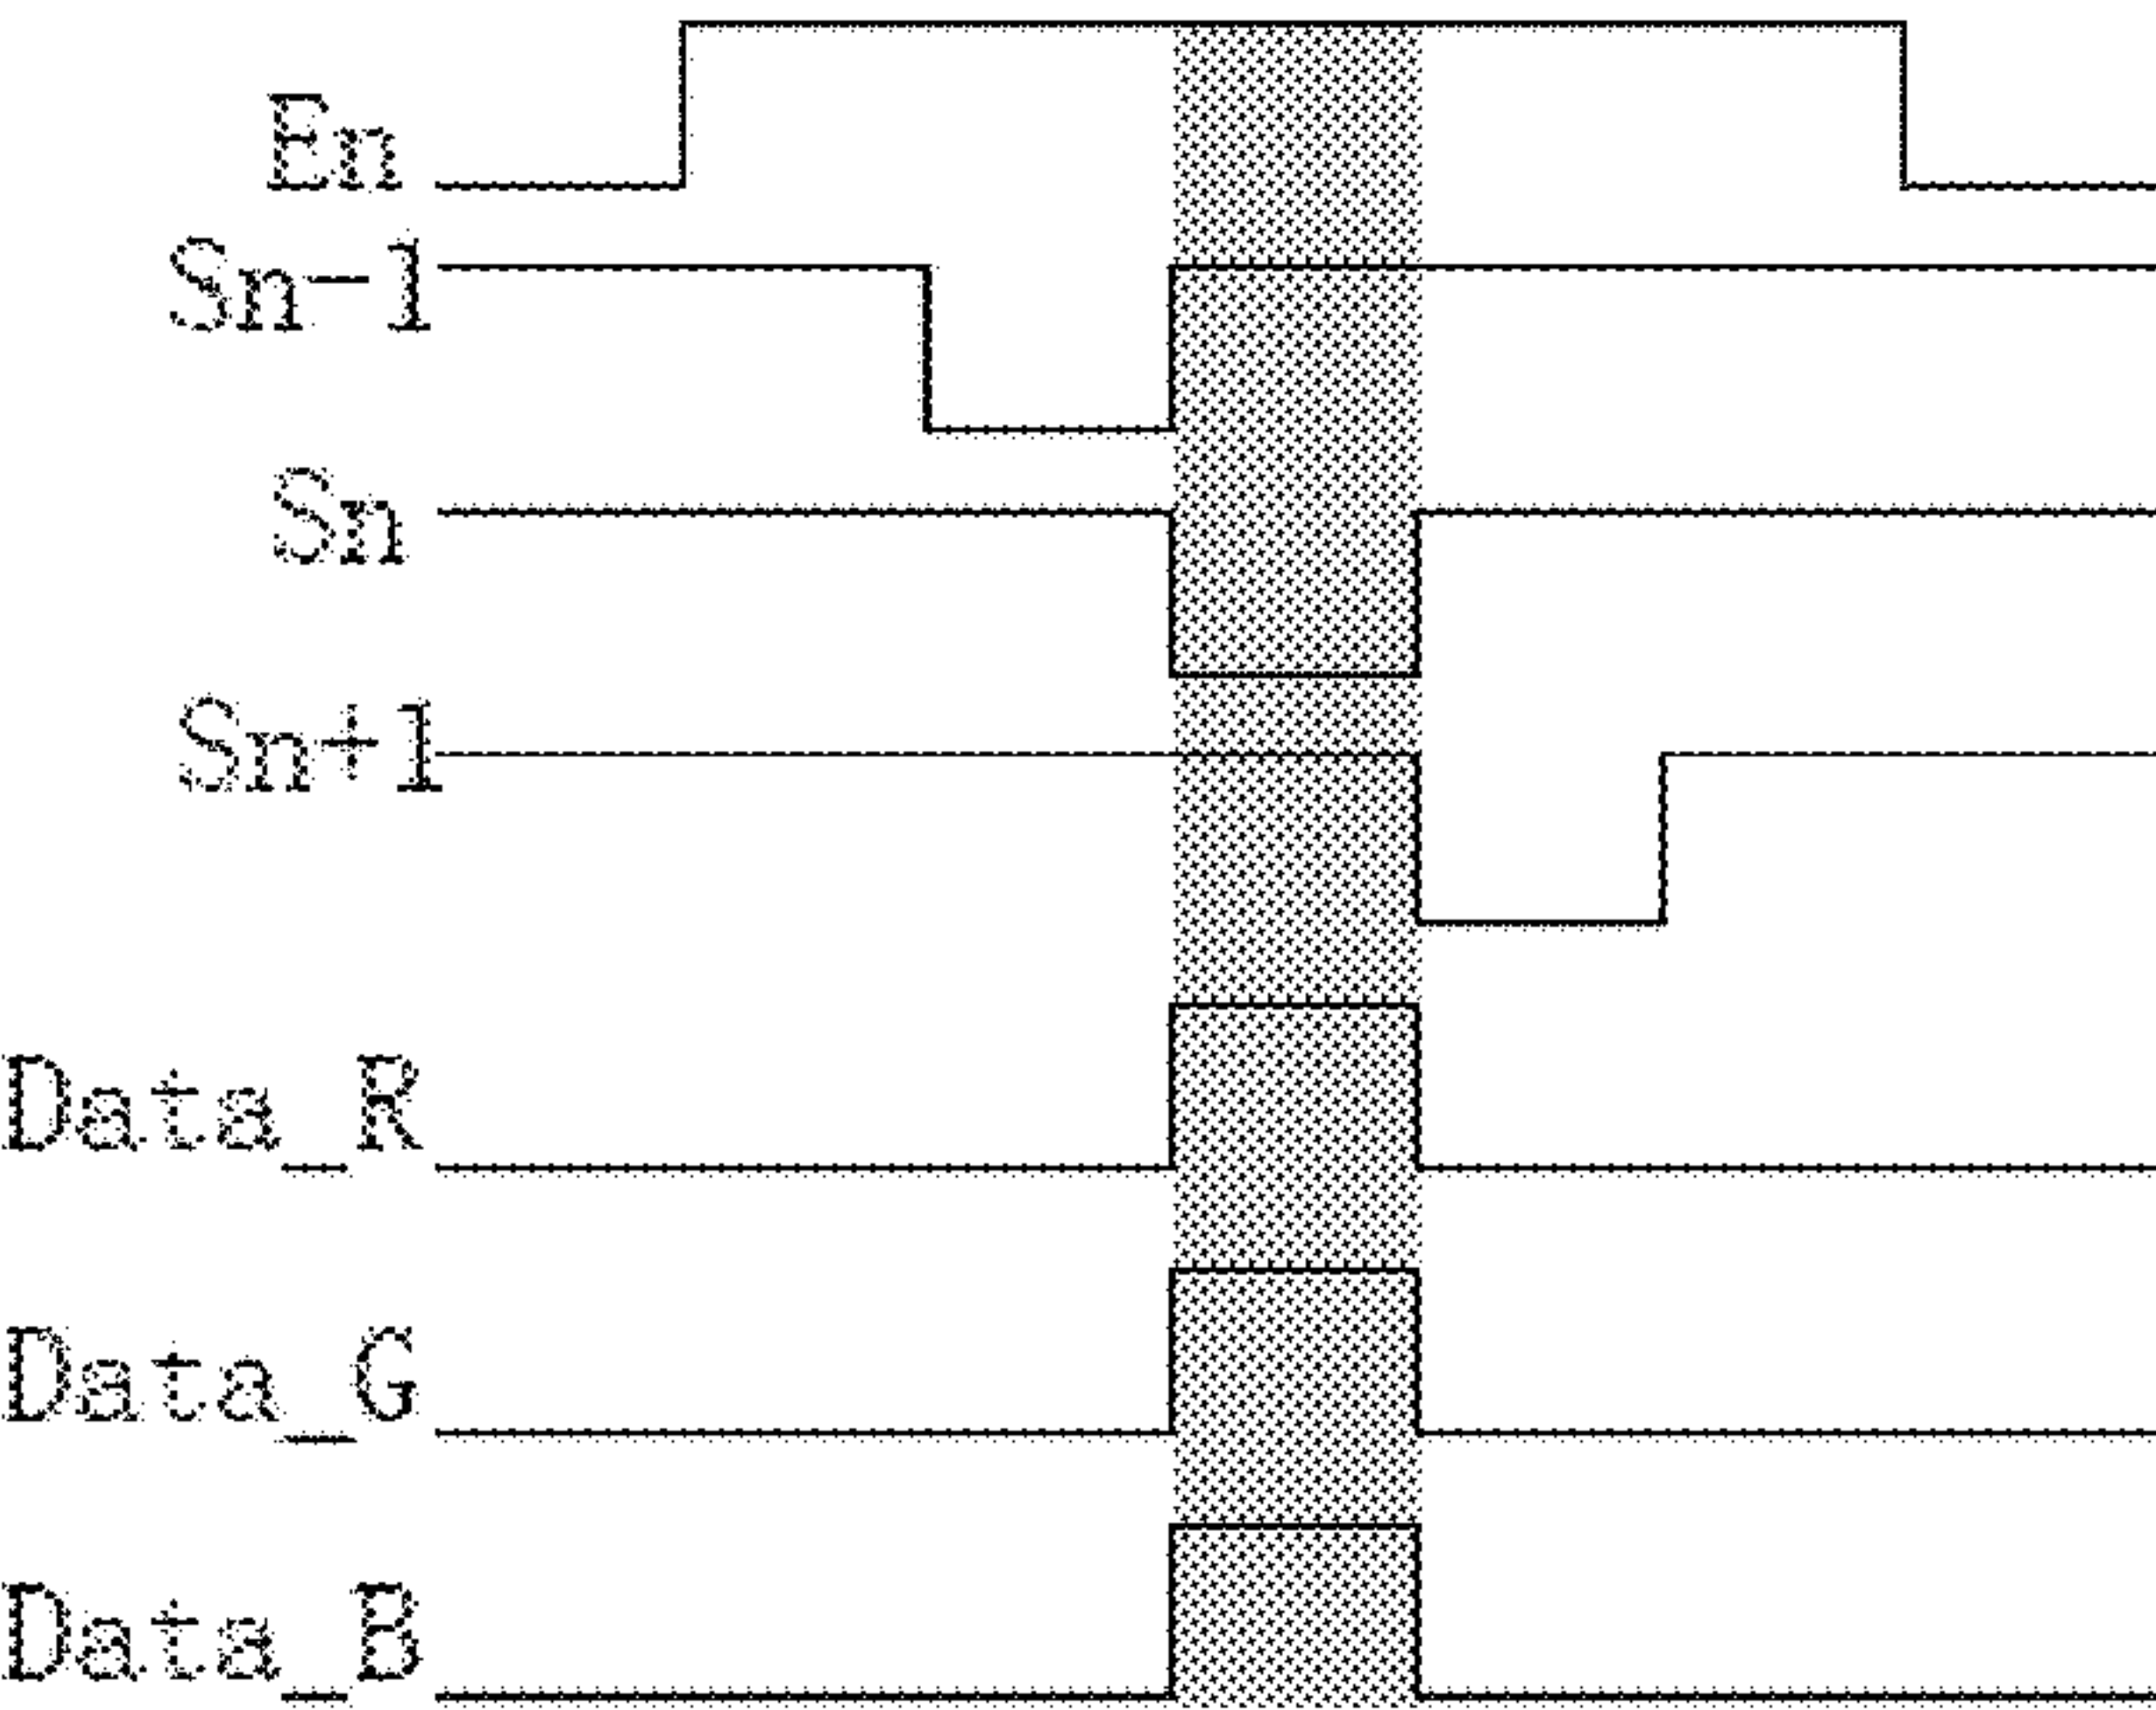 En
Sn-1
Sn
Sn+1
Data_R
Data_G
Data_B